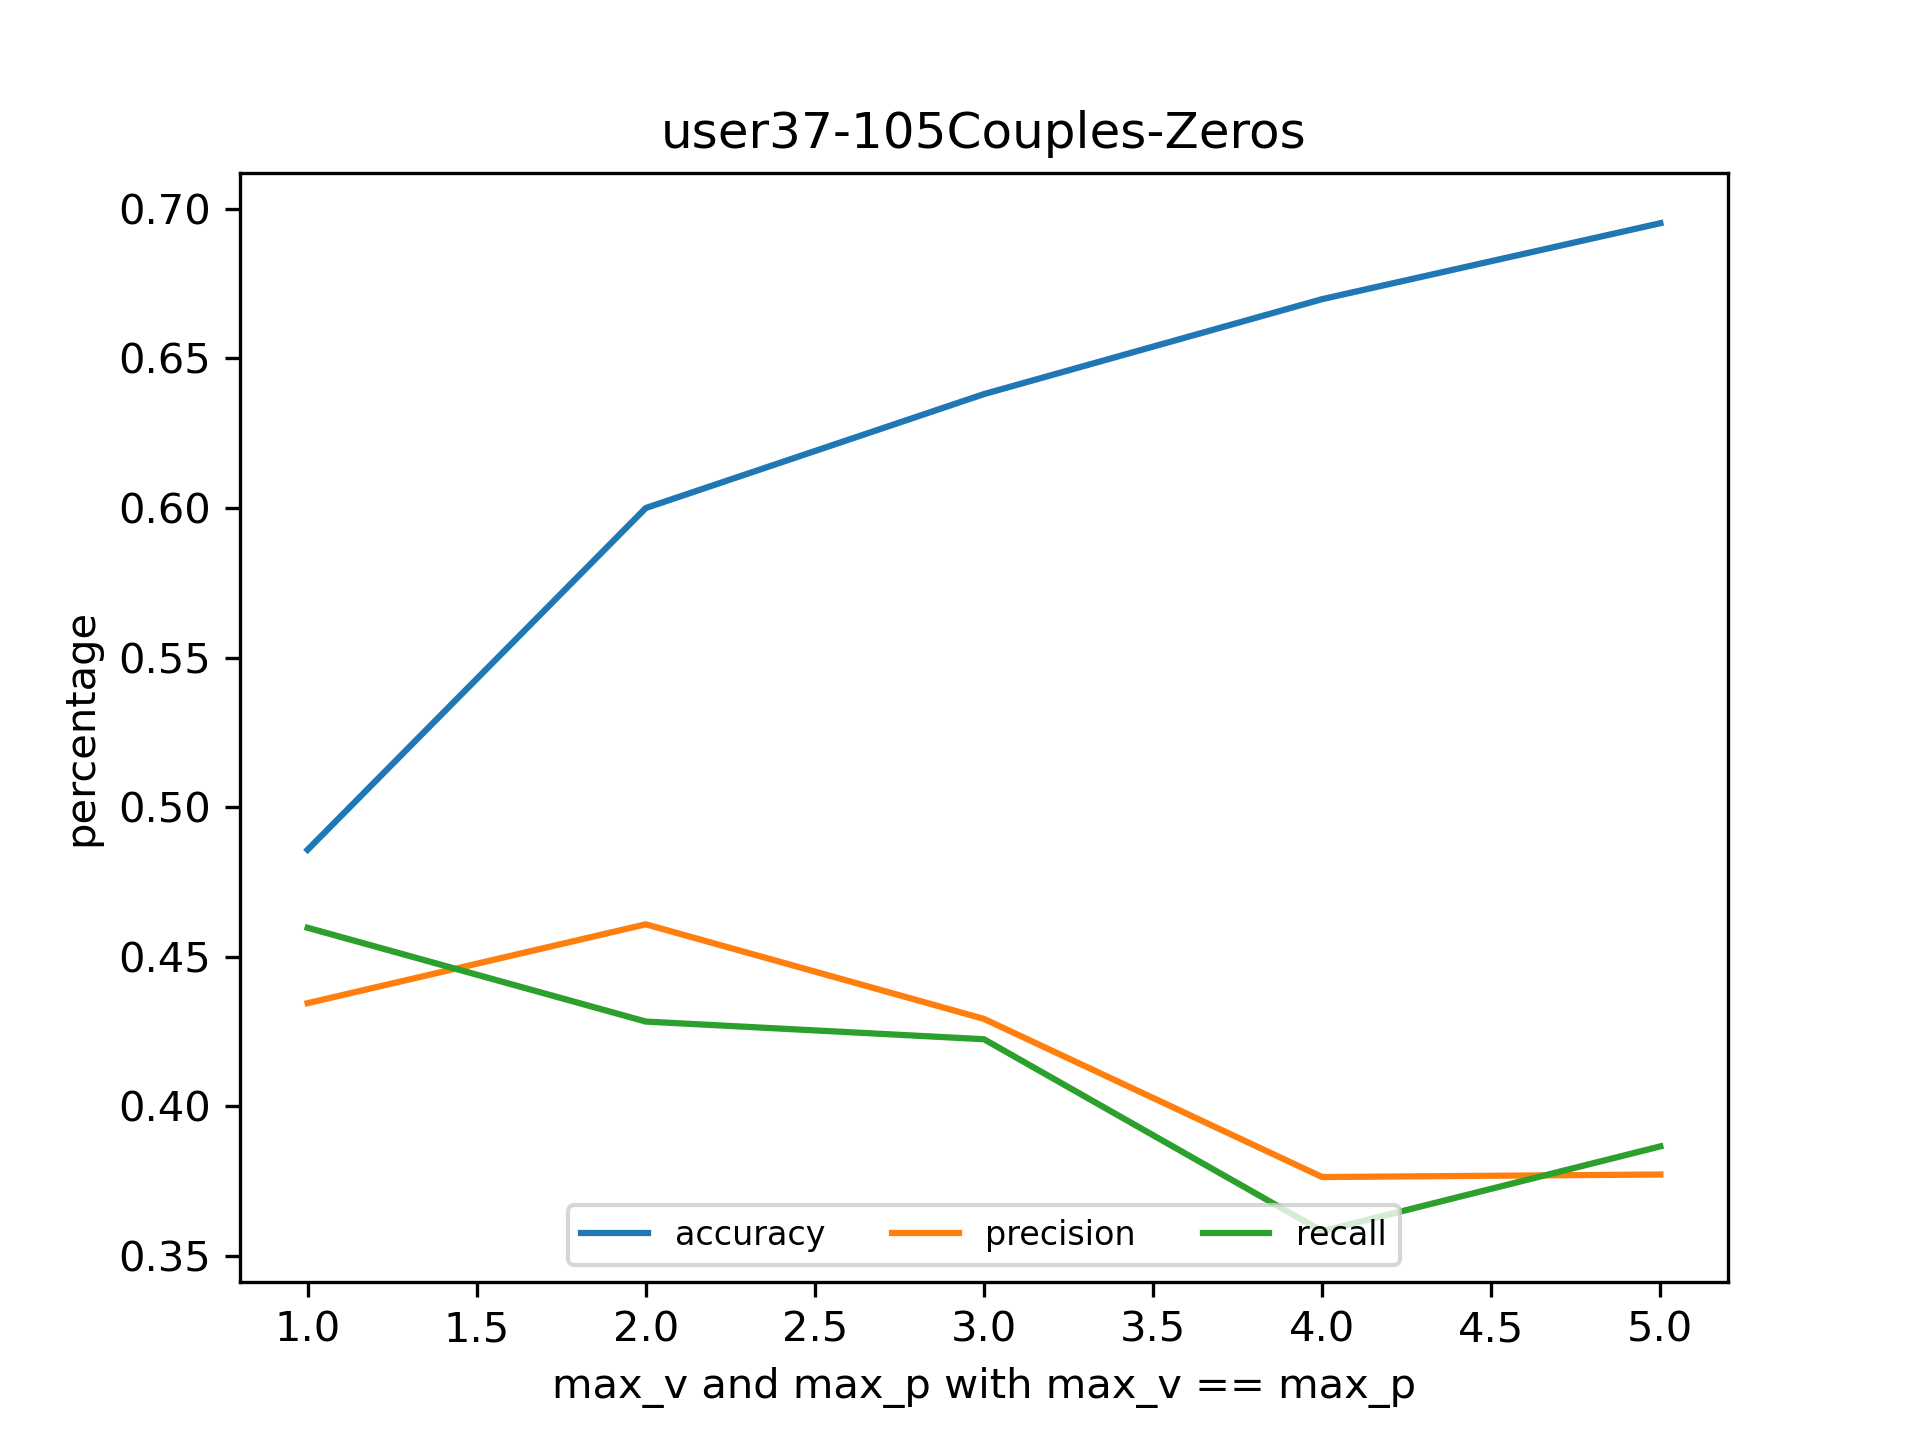 user37-105Couples-Zeros
0.70
0.65
0.60
0.55
0.50
0.45
0.40
0.35
percentage
accuracy precision recall
1.0 1.5 2.0 2.5 3.0 3.5 4.0 4.5 5.0
max_v and max_p with max_v == max_p